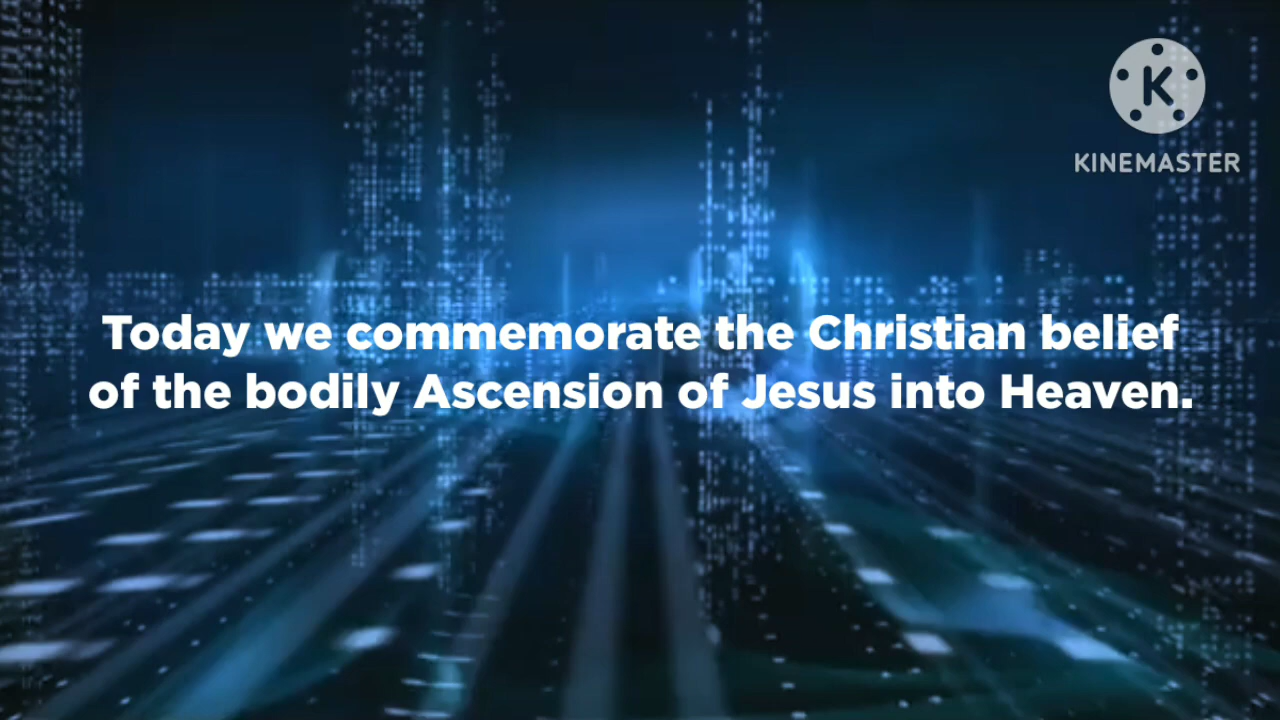 K
KINEMASTER
Today we commemorate the Christian belief
of the bodily Ascension of Jesus into Heaven.